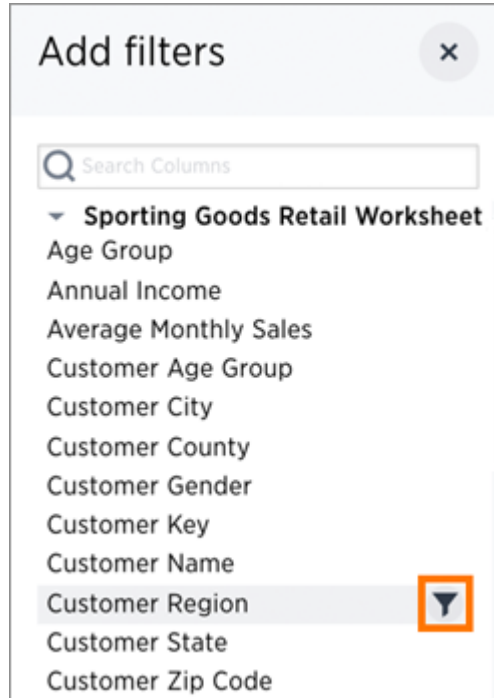 Add filters
Search Columns
Sporting Goods Retail Worksheet
Age Group
Annual Income
Average Monthly Sales
Customer Age Group
Customer City
Customer County
Customer Gender
Customer Key
Customer Name
Customer Region
Customer State
Customer Zip Code